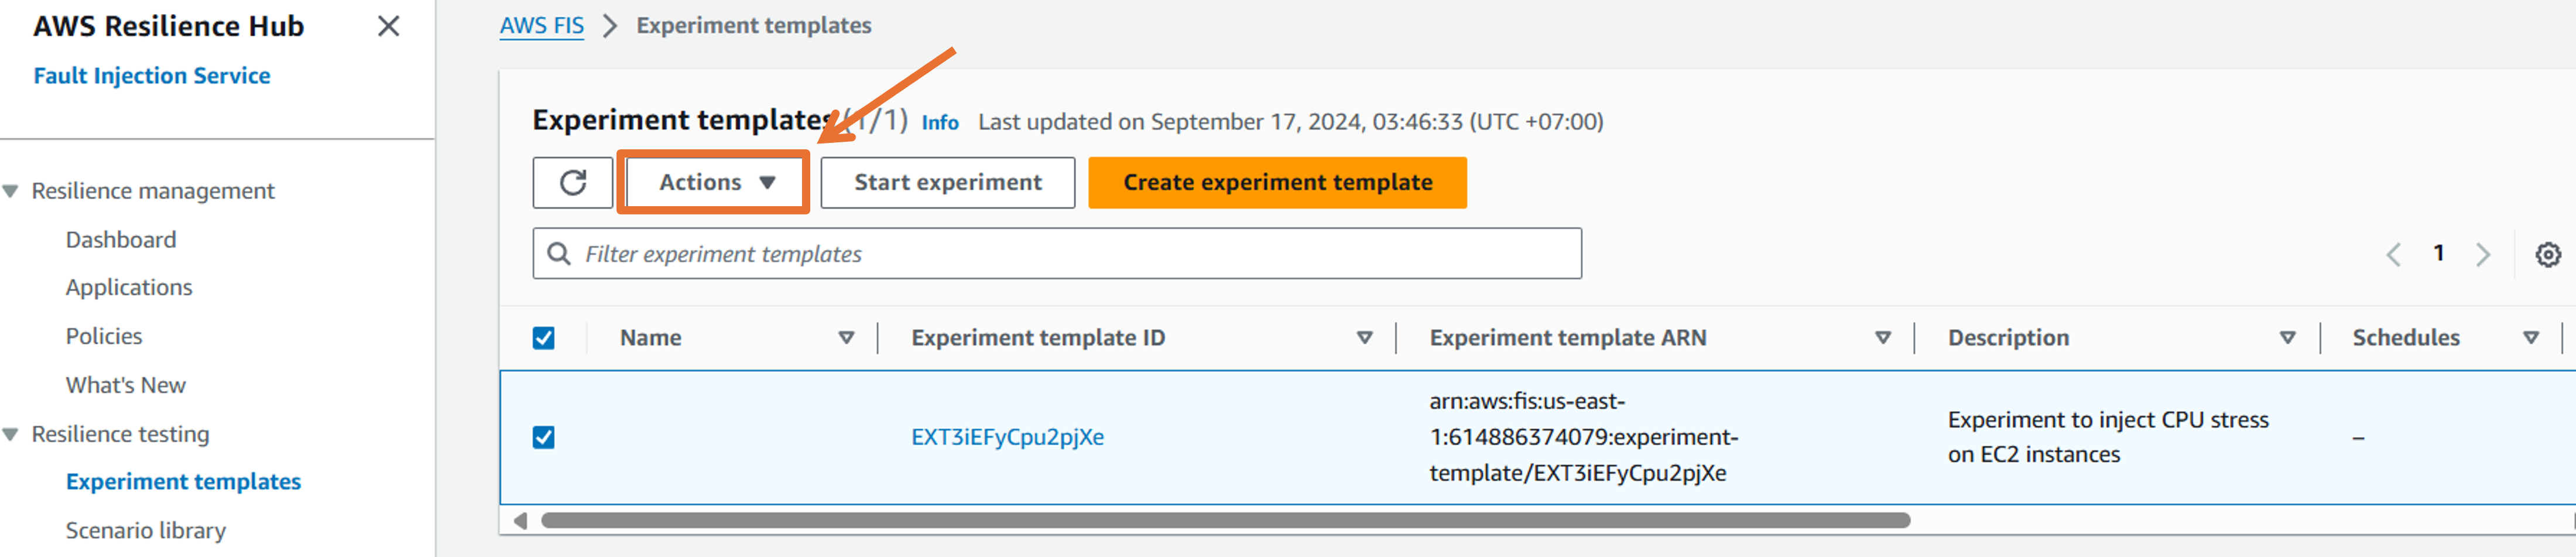 AWS Resilience Hub
Fault Injection Service
Resilience management
Dashboard
Applications
Policies
What's New
Resilience testing
Experiment templates
Scenario library
AWS FIS > Experiment templates
Experiment templates (1/1) Info Last updated on September 17, 2024, 03:46:33 (UTC +07:00)
Actions Start experiment Create experiment template
Filter experiment templates
1
Name Experiment template ID Experiment template ARN Description Schedules
EXT3iEFyCpu2pjXe
arn:aws:fis:us-east-
1:614886374079:experiment-
template/EXT3iEFyCpu2pjXe
Experiment to inject CPU stress
on EC2 instances
–